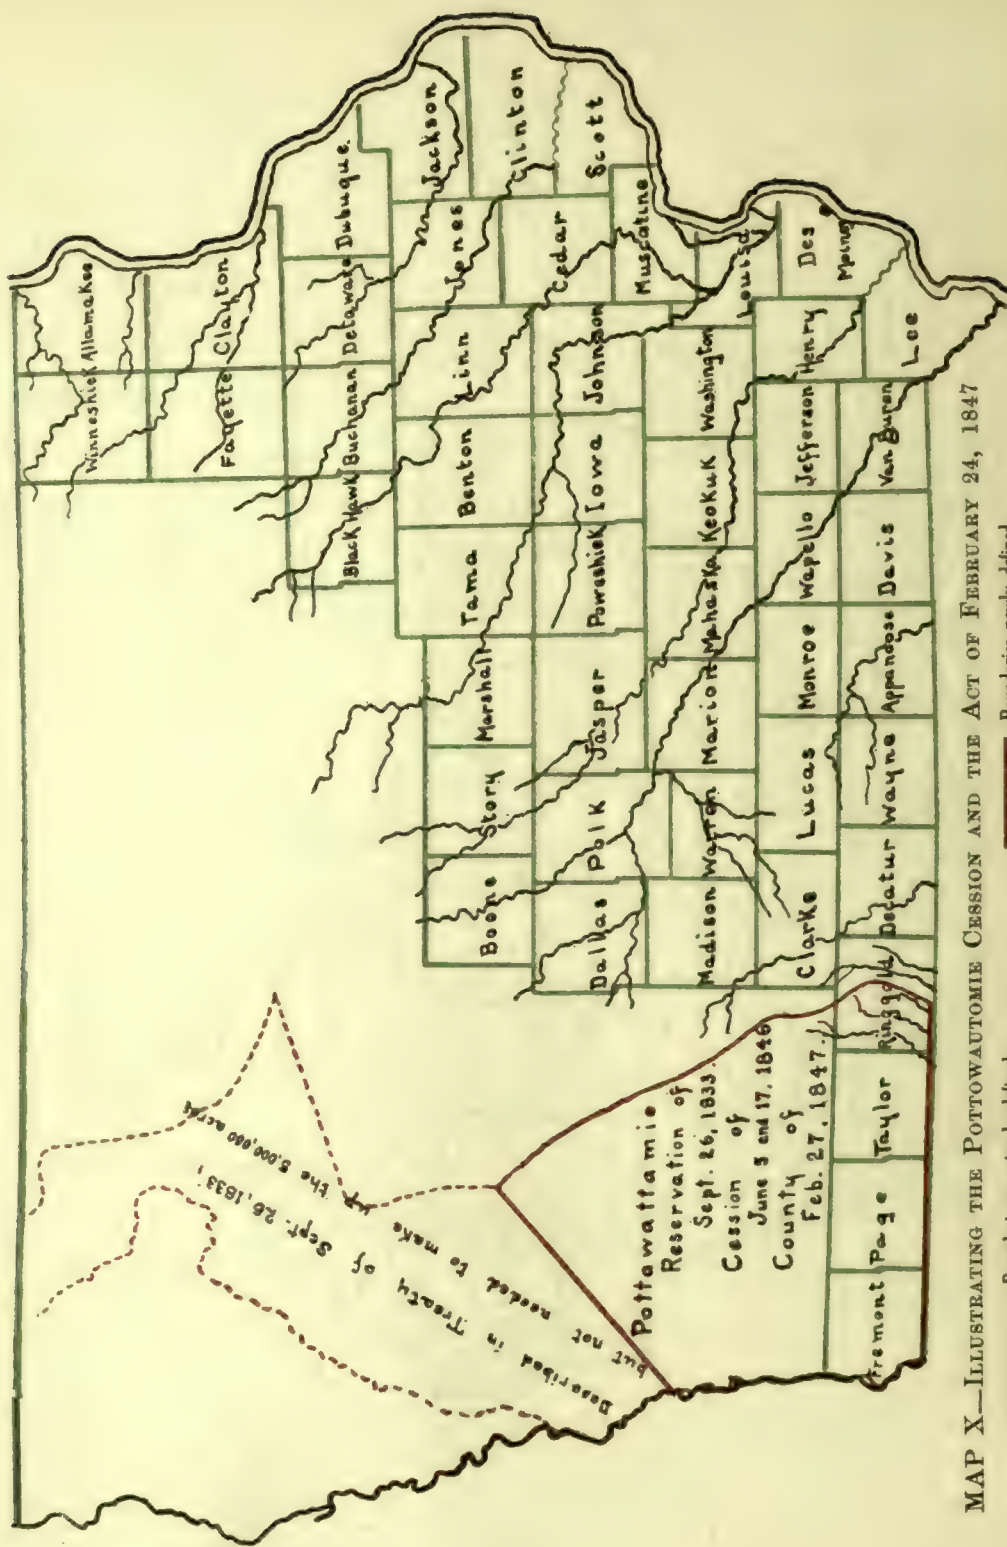 Winneshiek Allamakee
Fayette Clayton
Black Hawk Buchanan Delaware Dubuque
Jackson
Tama Benton Linn Jones
Clinton
Cedar
Scott
Boone Story Marshall
Dallas Polk Jasper Poweshiek Iowa Johnson
Muscatine
Madison Warren Marion Mahaska Keokuk Washington
Louisa
Clarke Lucas Monroe Wapello Jefferson Henry
Des
Moines
Fremont Page Taylor Ringgold Decatur Wayne Appanoose Davis Van Buren
Lee
Described in Treaty of Sept. 26, 1833,
but not needed to make up the 5,000,000 acres
Pottawattamie
Reservation of
Sept. 26, 1833.
Cession of
June 5 and 17, 1846
County of
Feb. 27, 1847.
MAP X—ILLUSTRATING THE POTTOWAUTOMIE CESSION AND THE ACT OF FEBRUARY 24, 1847